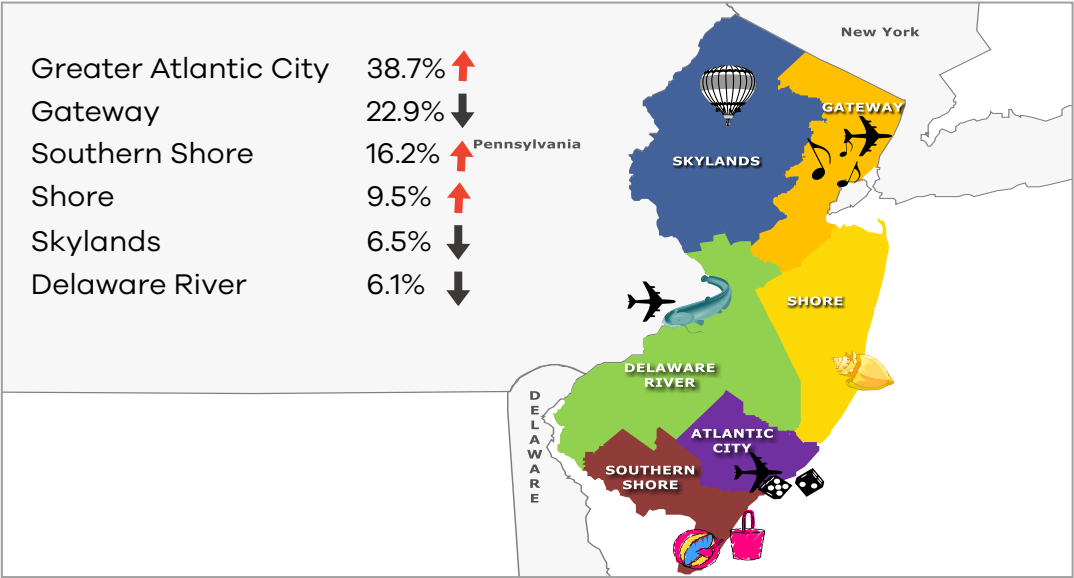 Greater Atlantic City 38.7%
Gateway 22.9%
Southern Shore 16.2%
Shore 9.5%
Skylands 6.5%
Delaware River 6.1%
New York
Pennsylvania
GATEWAY
SKYLANDS
SHORE
DELAWARE
RIVER
DELAWARE
ATLANTIC
CITY
SOUTHERN
SHORE